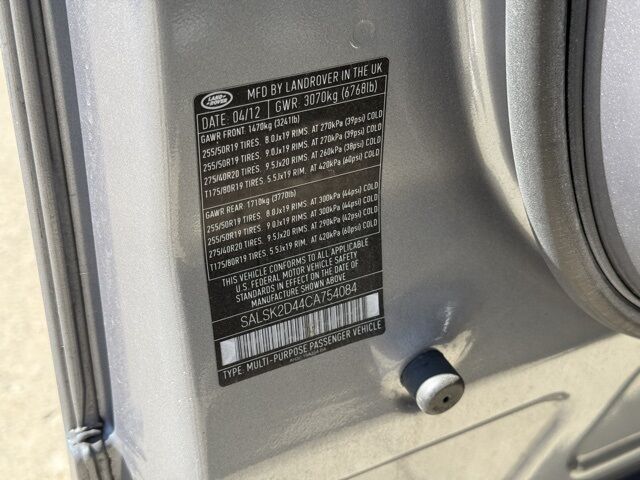 LAND ROVER
MFD BY LANDROVER IN THE UK
DATE: 04/12 GWR: 3070kg (6768lb)
GAWR FRONT: 1470kg (3241lb)
255/50R19 TIRES. 8.0Jx19 RIMS. AT 270kPa (39psi) COLD
255/50R19 TIRES. 9.0Jx19 RIMS. AT 270kPa (39psi) COLD
275/40R20 TIRES. 9.5Jx20 RIMS. AT 260kPa (38psi) COLD
T175/80R19 TIRES. 5.5Jx19 RIM. AT 420kPa (60psi) COLD
GAWR REAR: 1710kg (3770lb)
255/50R19 TIRES. 8.0Jx19 RIMS. AT 300kPa (44psi) COLD
255/50R19 TIRES. 9.0Jx19 RIMS. AT 300kPa (44psi) COLD
275/40R20 TIRES. 9.5Jx20 RIMS. AT 290kPa (42psi) COLD
T175/80R19 TIRES. 5.5Jx19 RIM. AT 420kPa (60psi) COLD
THIS VEHICLE CONFORMS TO ALL APPLICABLE
U.S. FEDERAL MOTOR VEHICLE SAFETY
STANDARDS IN EFFECT ON THE DATE OF
MANUFACTURE SHOWN ABOVE
SALSK2D44CA754084
TYPE: MULTI-PURPOSE PASSENGER VEHICLE